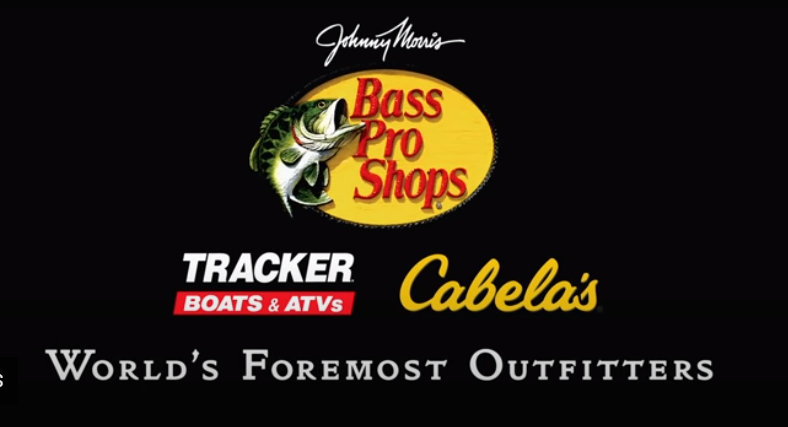 Johnny Morris
Bass
Pro
Shops
TRACKER
BOATS & ATVs
Cabela's
WORLD'S FOREMOST OUTFITTERS
s